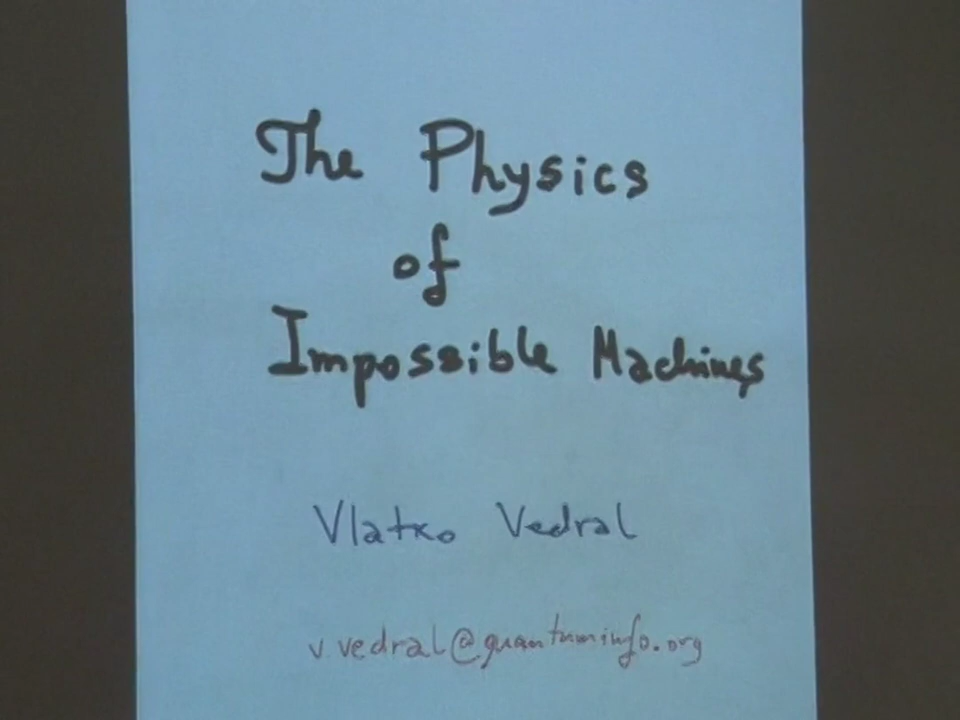 The Physics
of
Impossible Machines
Vlatko Vedral
v.vedral@quantuminfo.org